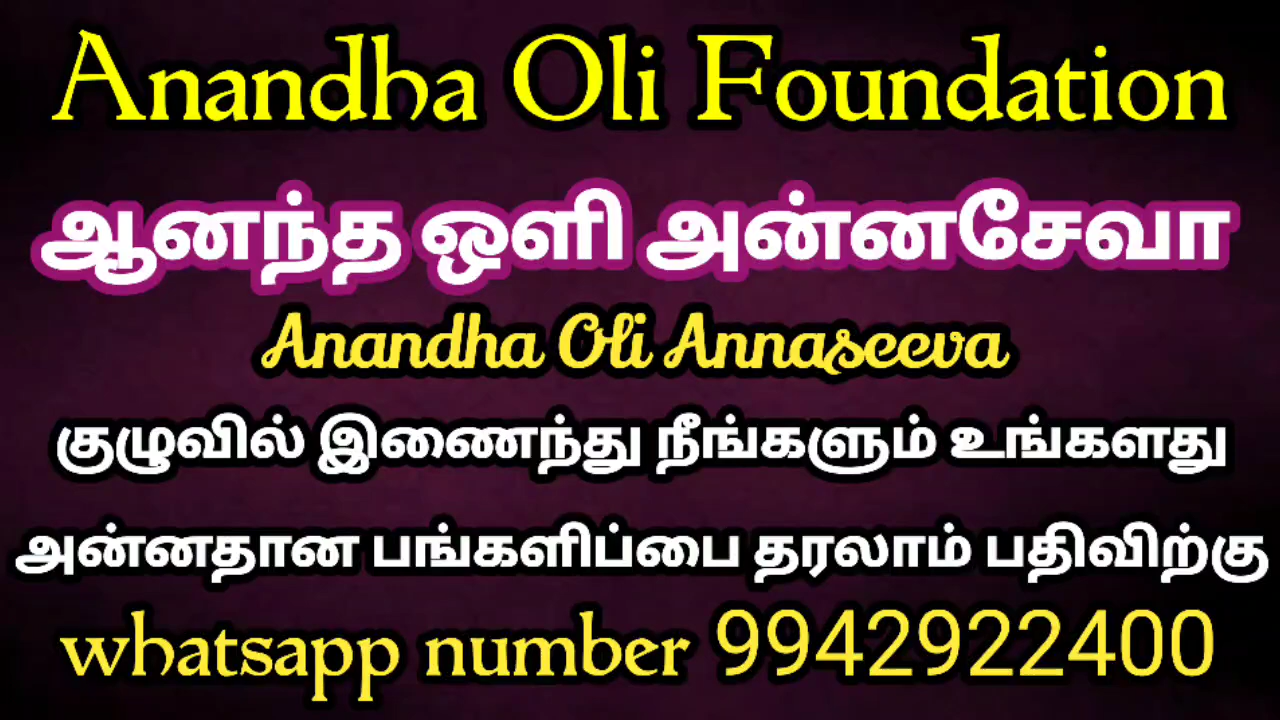 Anandha Oli Foundation
ஆனந்த ஒளி அன்னசேவா
Anandha Oli Annaseeva
குழுவில் இணைந்து நீங்களும் உங்களது
அன்னதான பங்களிப்பை தரலாம் பதிவிற்கு
whatsapp number 9942922400